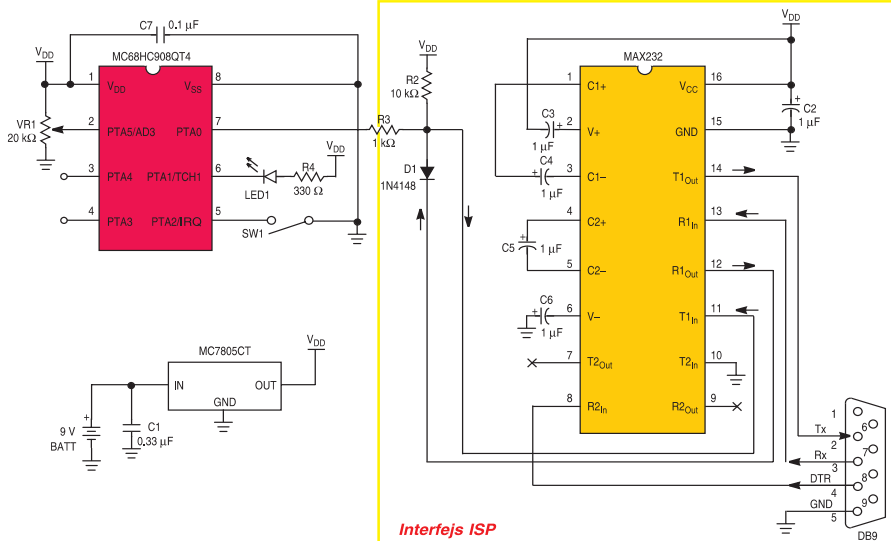 C7
0.1 µF
VDD
MC68HC908QT4
1
VDD
VSS
8
VR1
20 kΩ
2
PTA5/AD3
PTA0
7
3
PTA4
PTA1/TCH1
6
LED1
R4
330 Ω
VDD
4
PTA3
PTA2/IRQ
5
SW1
MC7805CT
IN
OUT
GND
VDD
9 V
BATT
+
C1
0.33 µF
VDD
R2
10 kΩ
R3
1 kΩ
D1
1N4148
VDD
MAX232
1
C1+
VCC
16
C2
+
1 µF
C3
+
1 µF
2
V+
GND
15
C4
+
1 µF
3
C1–
T1Out
14
4
C2+
R1In
13
C5
+
1 µF
5
C2–
R1Out
12
C6
+
1 µF
6
V–
T1In
11
7
T2Out
T2In
10
8
R2In
R2Out
9
1
Tx
6
2
Rx
7
3
DTR
8
4
GND
9
5
DB9
Interfejs ISP